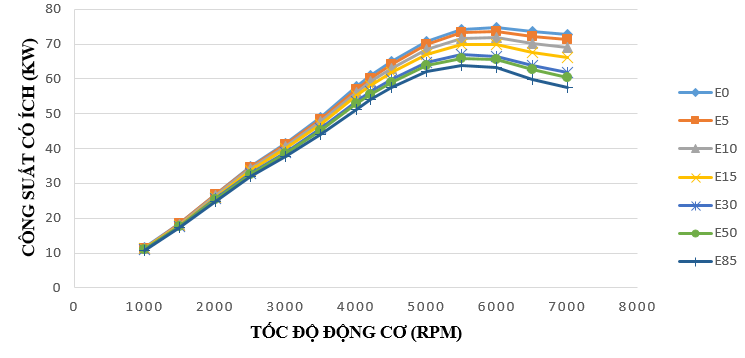 80
70
60
50
40
30
20
10
0
CÔNG SUẤT CÓ ÍCH (KW)
0 1000 2000 3000 4000 5000 6000 7000 8000
TỐC ĐỘ ĐỘNG CƠ (RPM)
E0
E5
E10
E15
E30
E50
E85